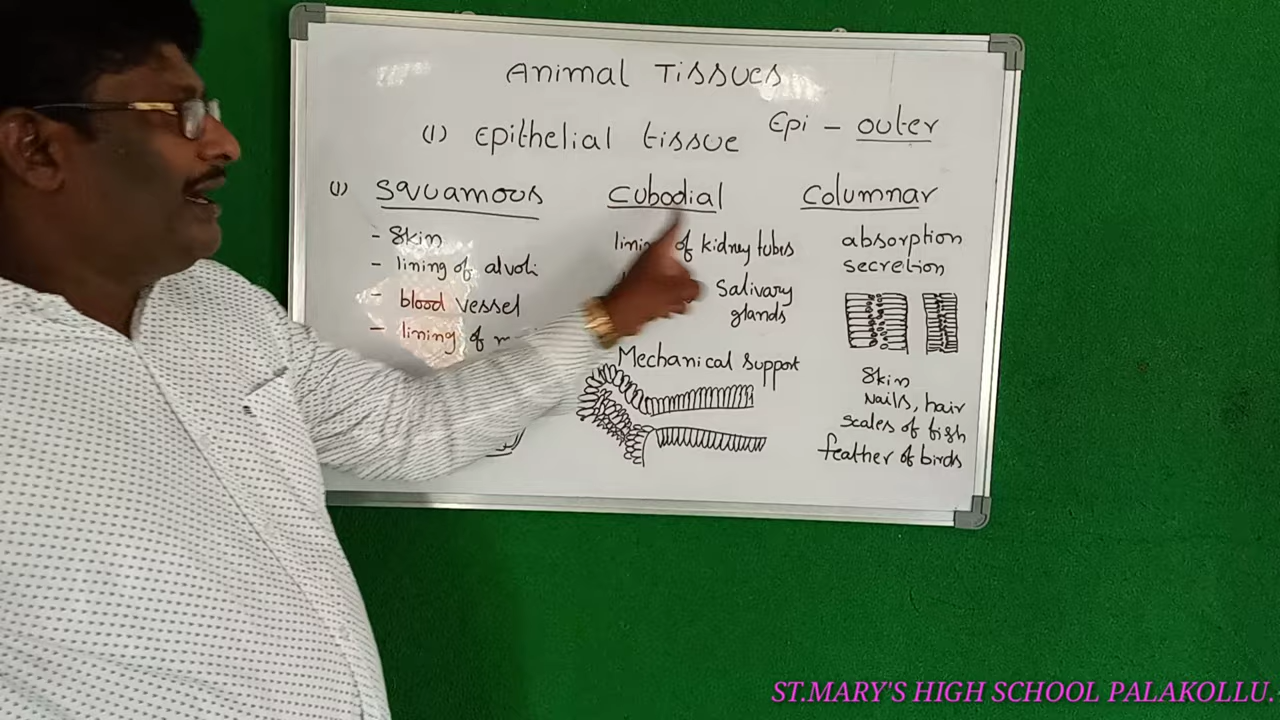 Animal Tissues
(1) Epithelial tissue
Epi - outer
(1) Squamous
- Skin
- lining of alvoli
- blood vessel
- lining of
Cubodial
lining of kidney tubes
Salivary
glands
Mechanical support
Columnar
absorption
secretion
Skin
Nails, hair
scales of fish
feather of birds
ST.MARY'S HIGH SCHOOL PALAKOLLU.